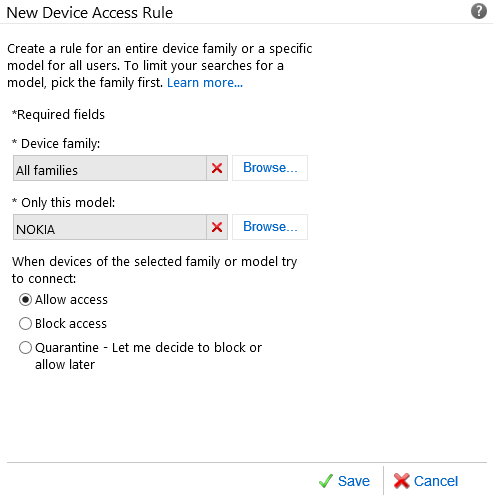 New Device Access Rule
Create a rule for an entire device family or a specific
model for all users. To limit your searches for a
model, pick the family first. Learn more...
*Required fields
* Device family:
All families
Browse...
* Only this model:
NOKIA
Browse...
When devices of the selected family or model try
to connect:
Allow access
Block access
Quarantine - Let me decide to block or
allow later
Save
Cancel